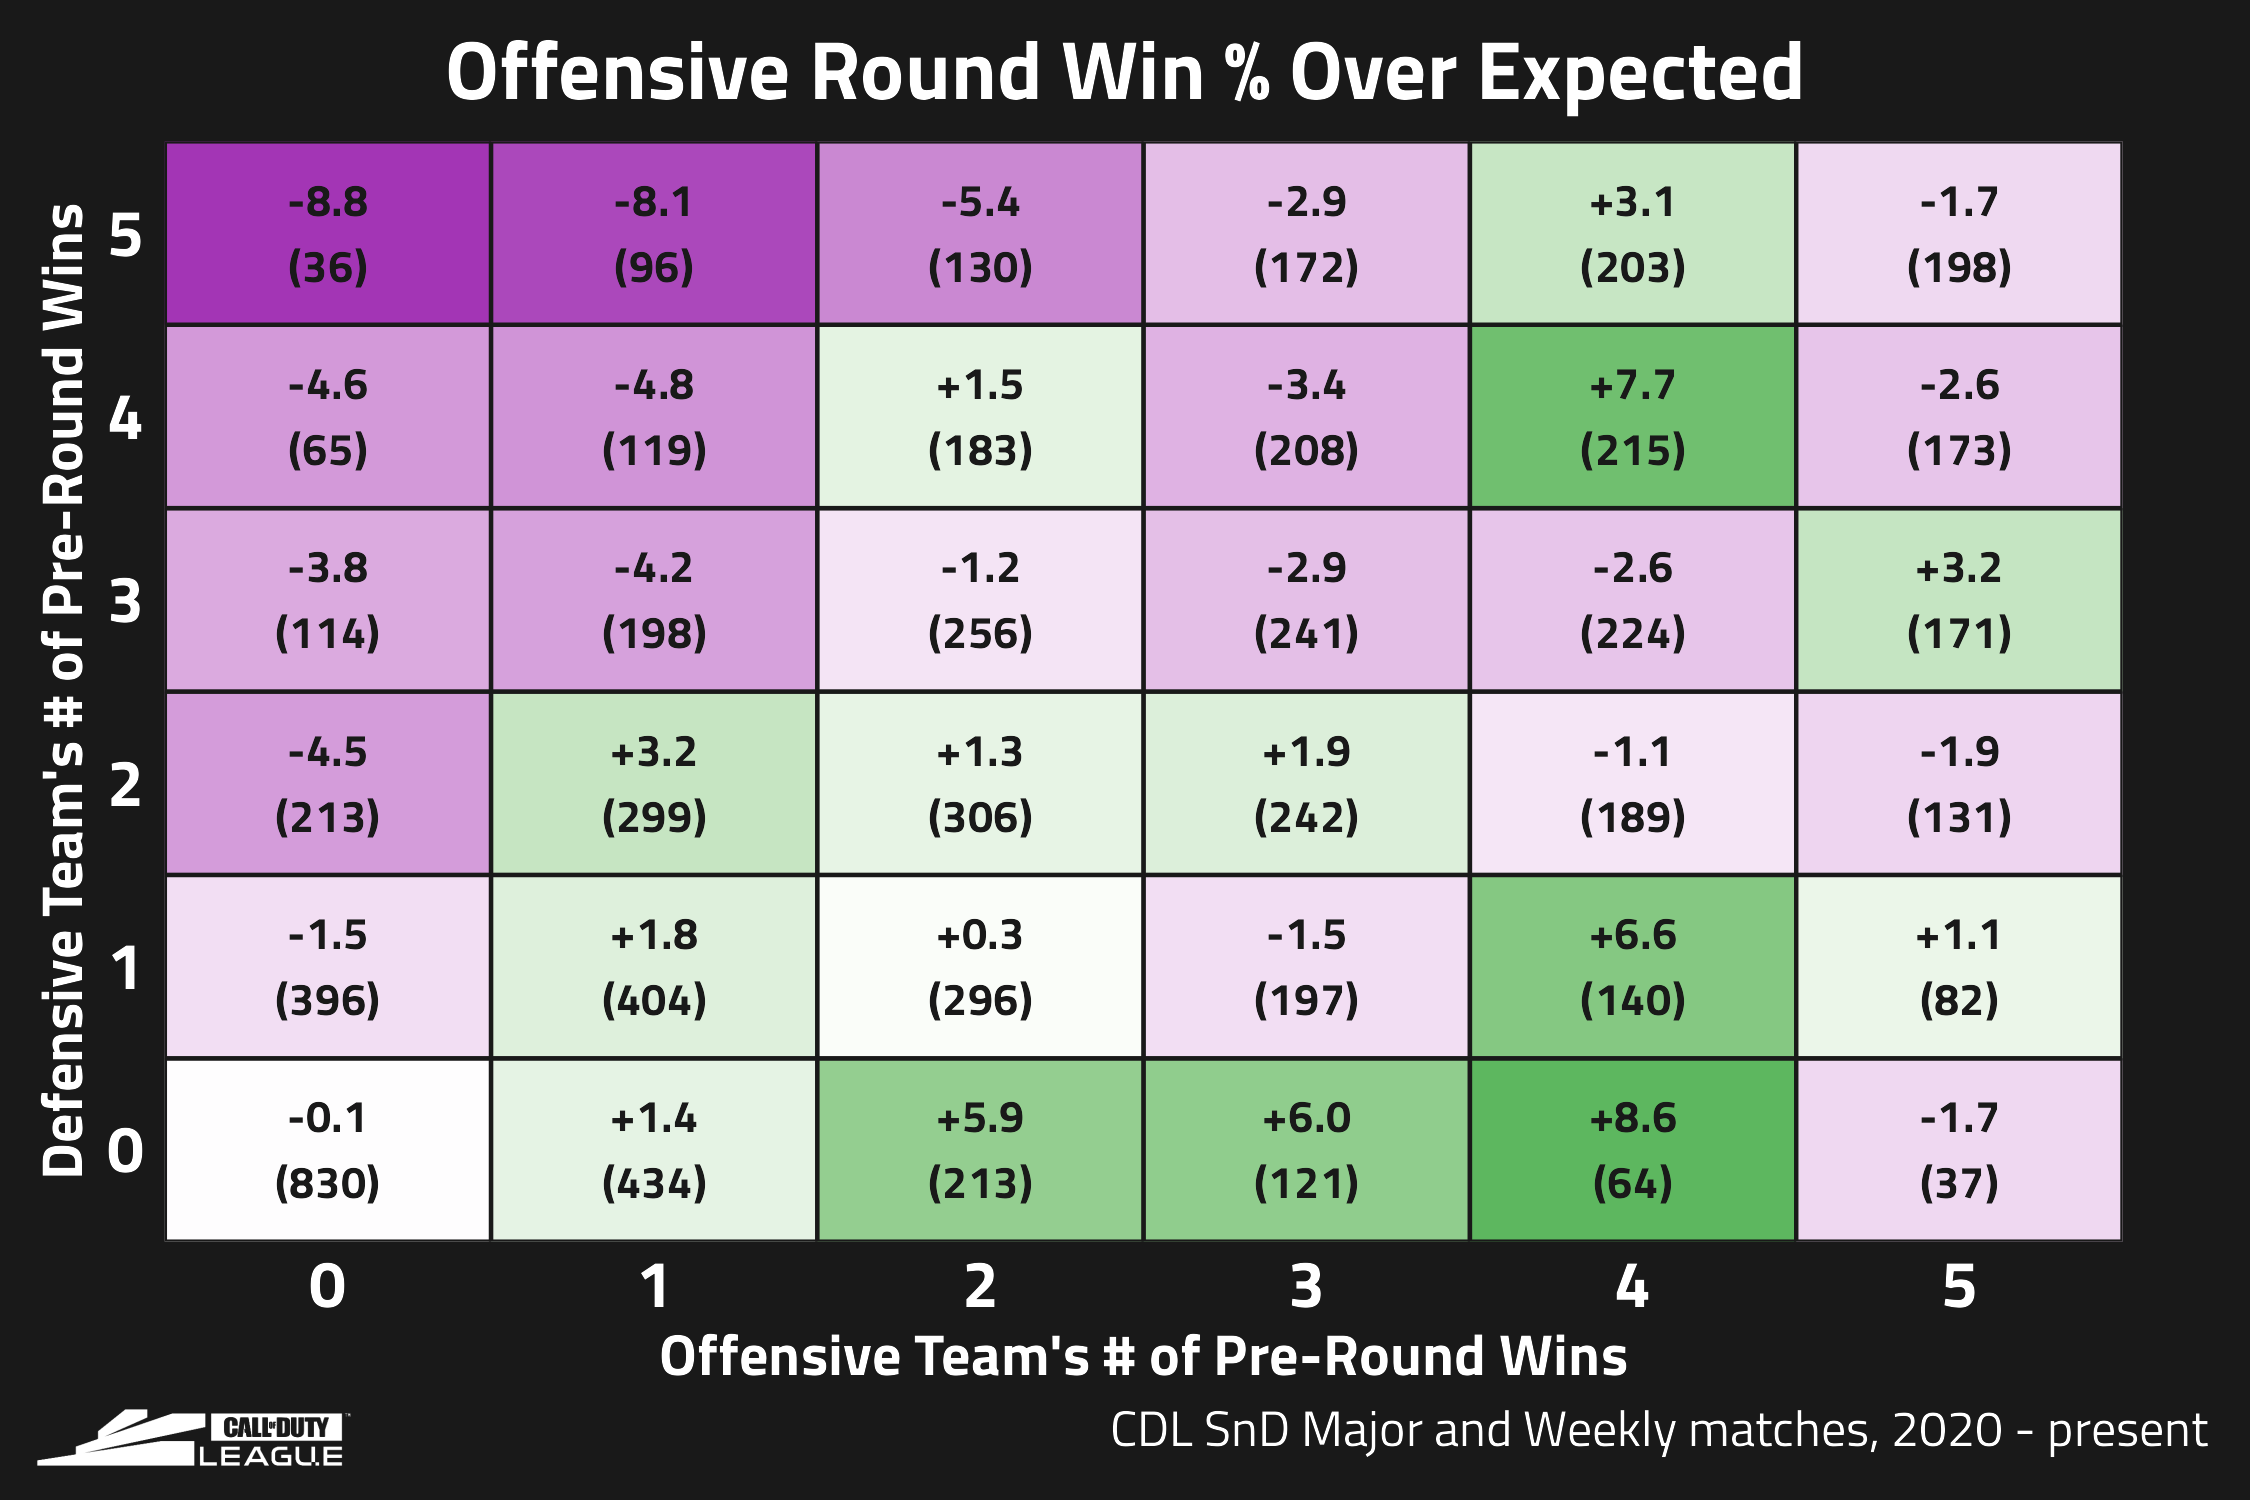 Offensive Round Win % Over Expected
Defensive Team's # of Pre-Round Wins
5
-8.8 -8.1 -5.4 -2.9 +3.1 -1.7
(36) (96) (130) (172) (203) (198)
4
-4.6 -4.8 +1.5 -3.4 +7.7 -2.6
(65) (119) (183) (208) (215) (173)
3
-3.8 -4.2 -1.2 -2.9 -2.6 +3.2
(114) (198) (256) (241) (224) (171)
2
-4.5 +3.2 +1.3 +1.9 -1.1 -1.9
(213) (299) (306) (242) (189) (131)
1
-1.5 +1.8 +0.3 -1.5 +6.6 +1.1
(396) (404) (296) (197) (140) (82)
0
-0.1 +1.4 +5.9 +6.0 +8.6 -1.7
(830) (434) (213) (121) (64) (37)
0 1 2 3 4 5
Offensive Team's # of Pre-Round Wins
CALL OF DUTY
LEAGUE
CDL SnD Major and Weekly matches, 2020 - present